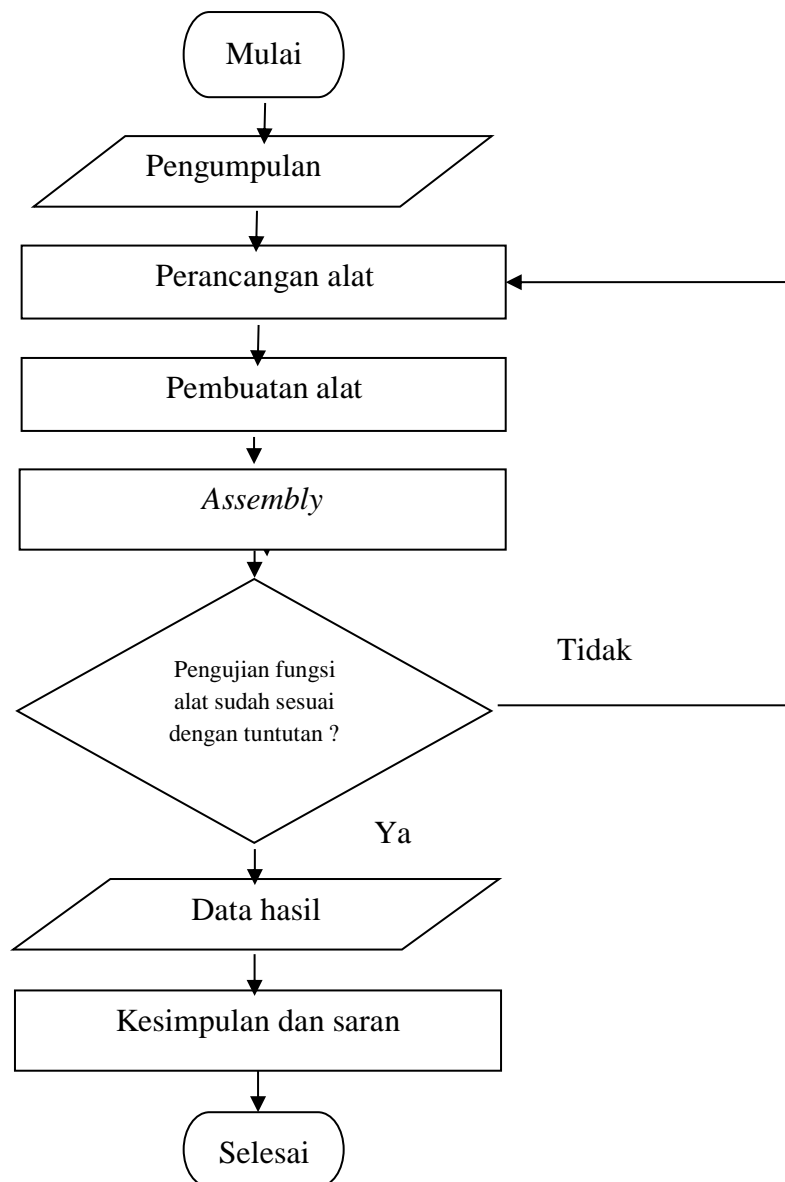 Mulai
Pengumpulan
Perancangan alat
Pembuatan alat
Assembly
Pengujian fungsi
alat sudah sesuai
dengan tuntutan ?
Tidak
Ya
Data hasil
Kesimpulan dan saran
Selesai